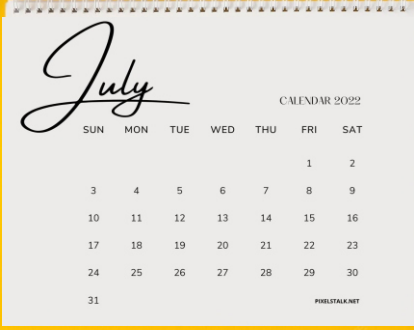 July
CALENDAR 2022
SUN MON TUE WED THU FRI SAT
1 2
3 4 5 6 7 8 9
10 11 12 13 14 15 16
17 18 19 20 21 22 23
24 25 26 27 28 29 30
31 PIXELSTALK.NET